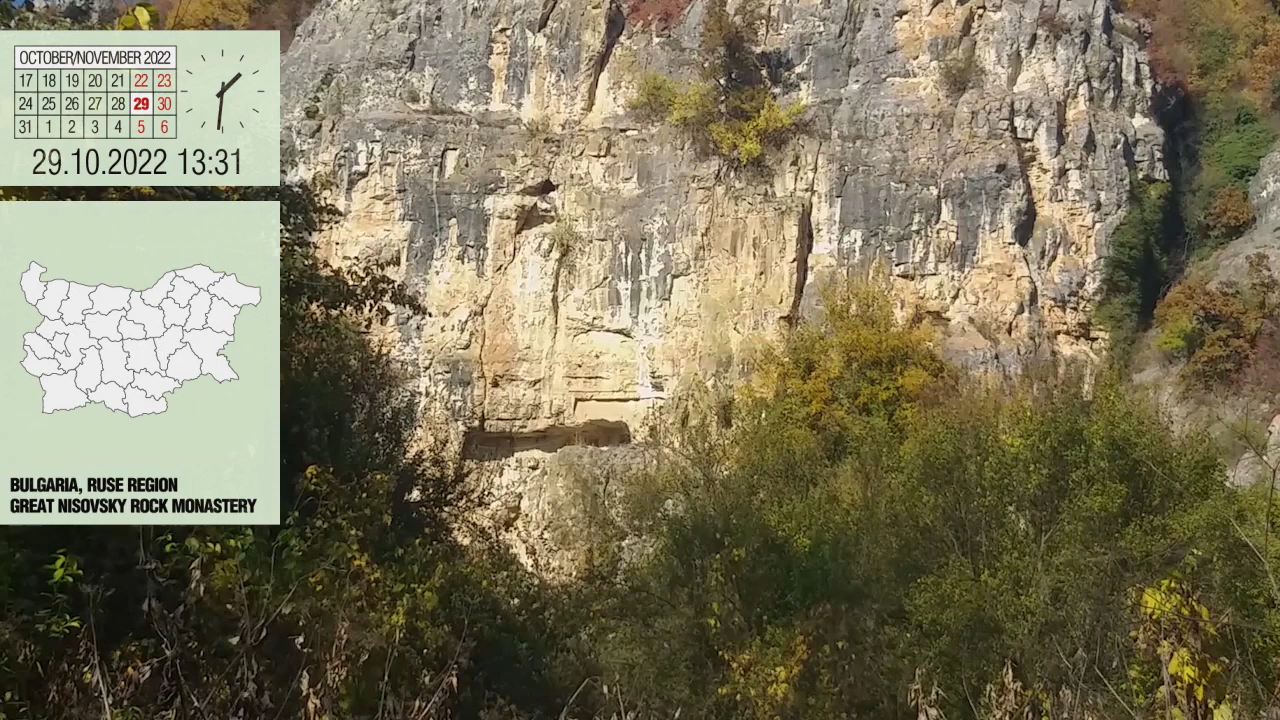 OCTOBER/NOVEMBER 2022
17 18 19 20 21 22 23
24 25 26 27 28 29 30
31 1 2 3 4 5 6
29.10.2022 13:31
BULGARIA, RUSE REGION
GREAT NISOVSKY ROCK MONASTERY